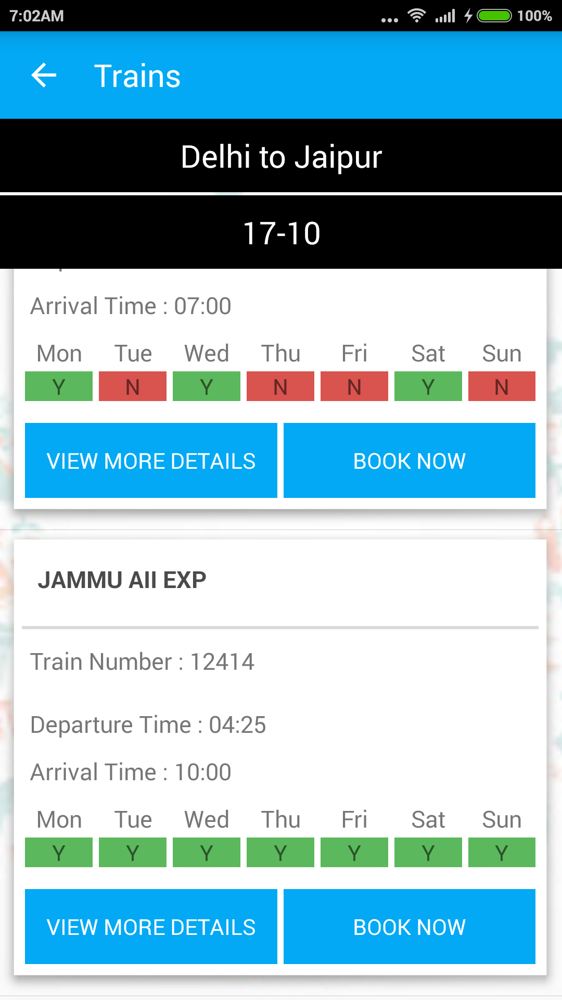 7:02AM 100%
Trains
Delhi to Jaipur
17-10
Arrival Time : 07:00
Mon Tue Wed Thu Fri Sat Sun
Y N Y N N Y N
VIEW MORE DETAILS BOOK NOW
JAMMU AII EXP
Train Number : 12414
Departure Time : 04:25
Arrival Time : 10:00
Mon Tue Wed Thu Fri Sat Sun
Y Y Y Y Y Y Y
VIEW MORE DETAILS BOOK NOW